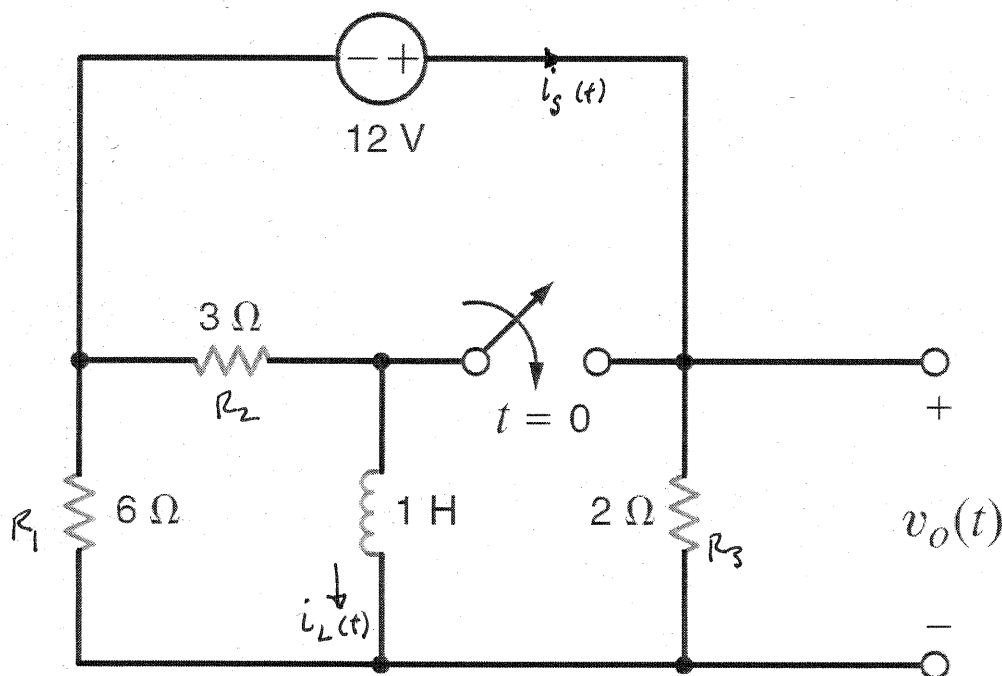 − +
i_s(t)
12 V
3 Ω
R_2
t = 0
+
R_1
6 Ω
1 H
2 Ω
R_3
v_o(t)
i_L(t)
−